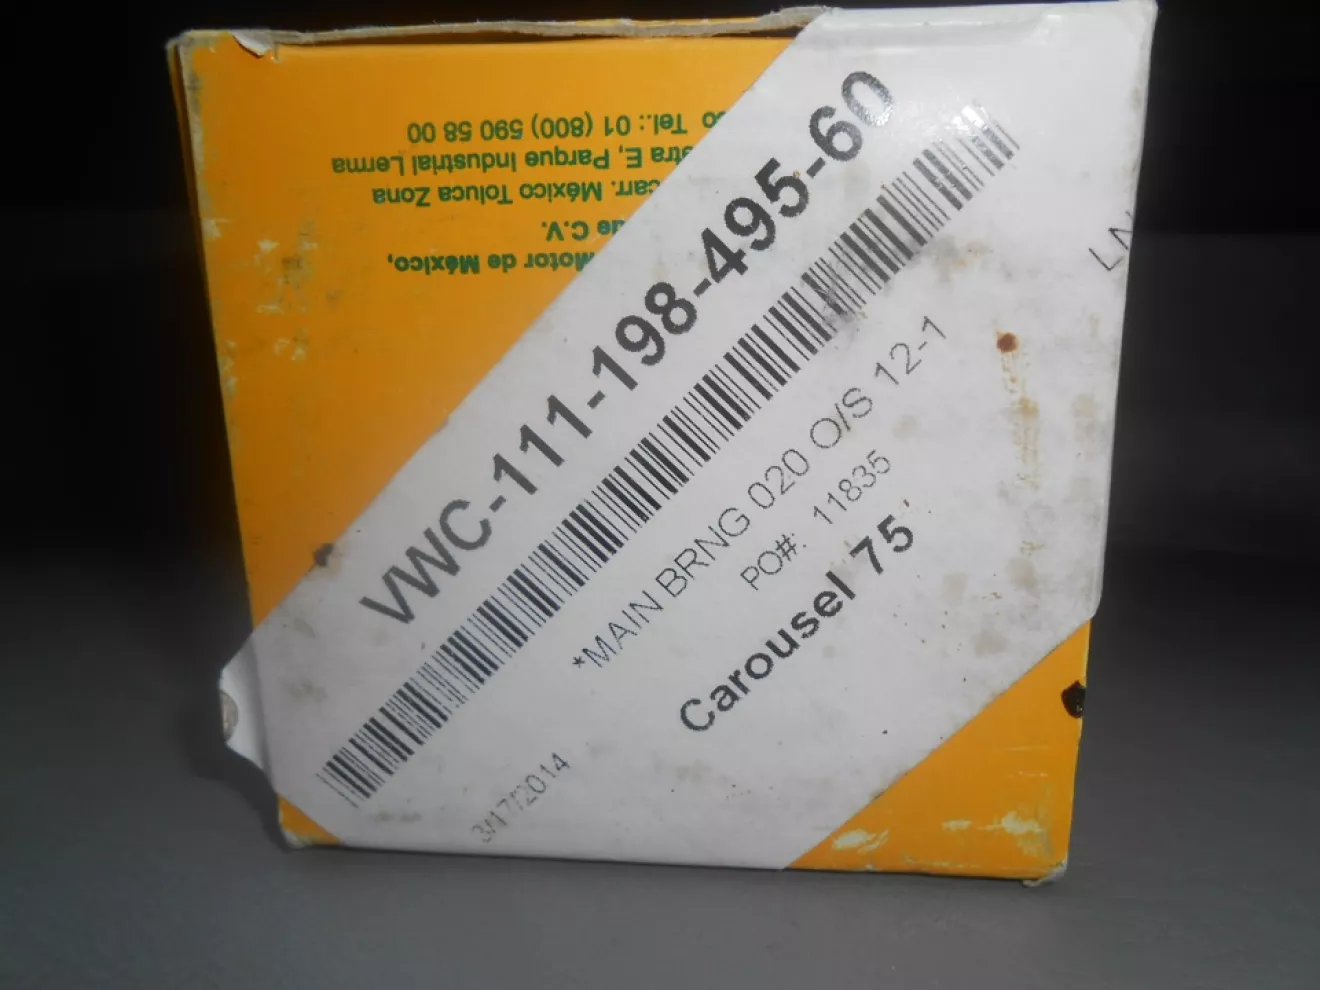 VWC-111-198-495-60
*MAIN BRNG 020 O/S 12-1
PO#: 11835
Carousel 75
3/17/2014
LN
Motor de México,
de C.V.
carr. México Toluca Zona
E, Parque Industrial Lerma
Tel.: 01 (800) 590 58 00